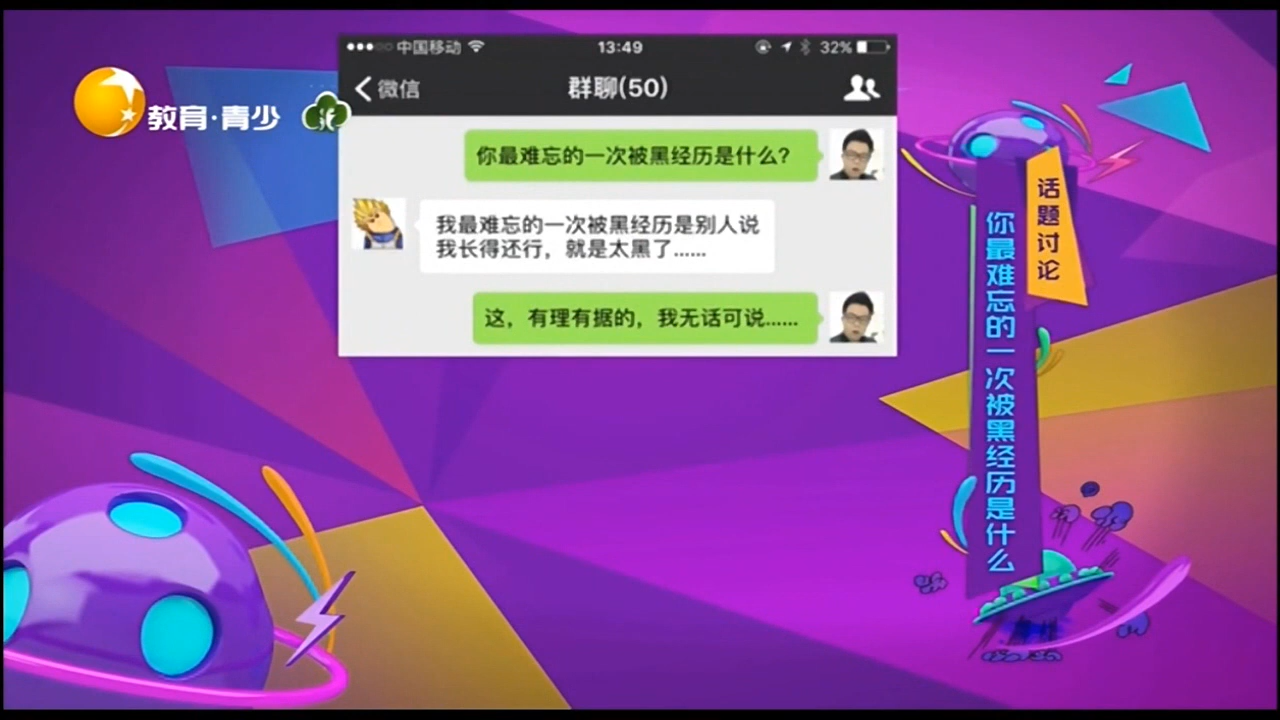 教育·青少
中国移动 13:49 32%
微信 群聊(50)
你最难忘的一次被黑经历是什么?
我最难忘的一次被黑经历是别人说
我长得还行，就是太黑了......
这，有理有据的，我无话可说......
话题讨论
你最难忘的一次被黑经历是什么